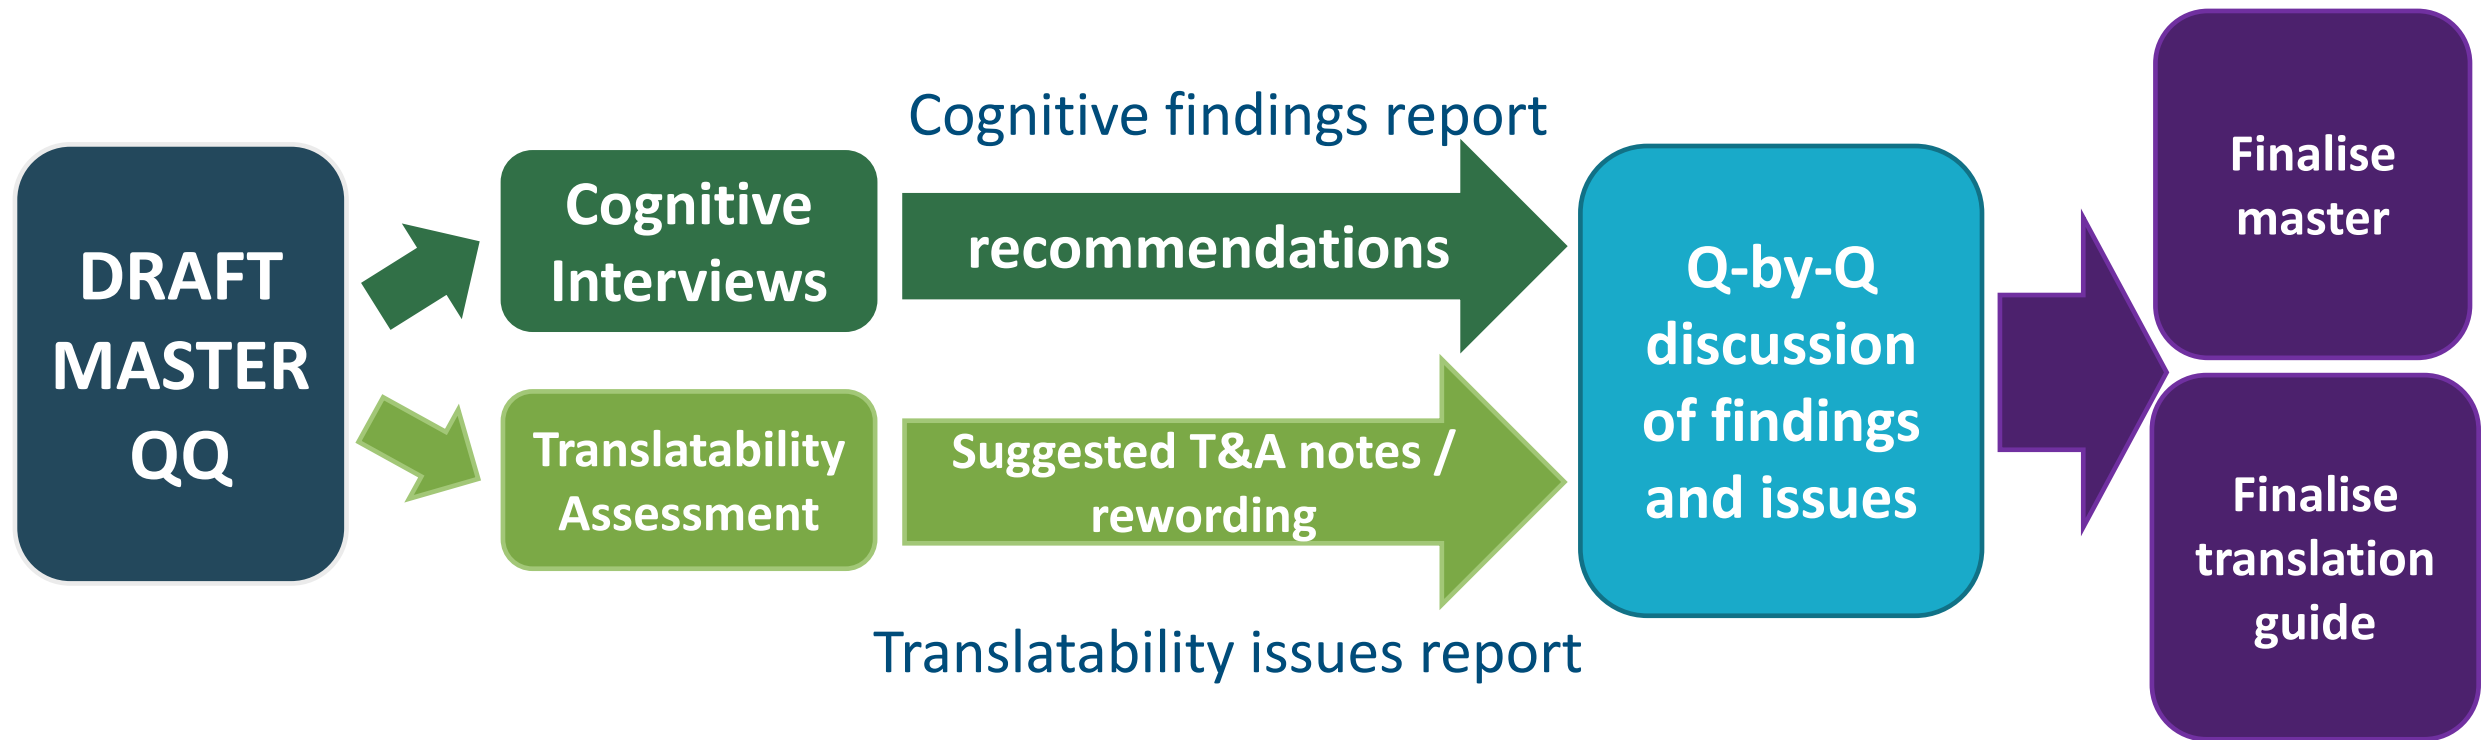 DRAFT
MASTER
QQ
Cognitive
Interviews
Cognitive findings report
recommendations
Translatability
Assessment
Suggested T&A notes /
rewording
Translatability issues report
Q-by-Q
discussion
of findings
and issues
Finalise
master
Finalise
translation
guide